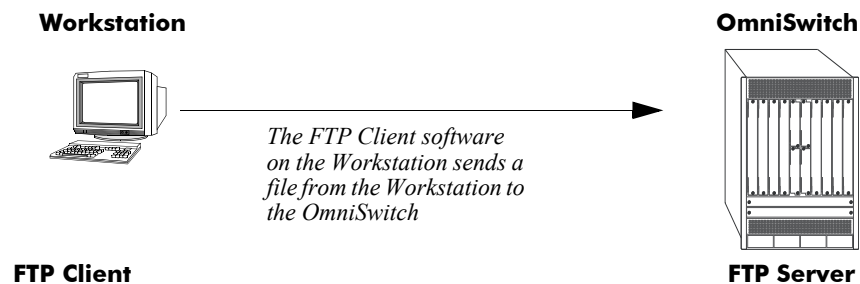 Workstation
OmniSwitch
The FTP Client software
on the Workstation sends a
file from the Workstation to
the OmniSwitch
FTP Client
FTP Server